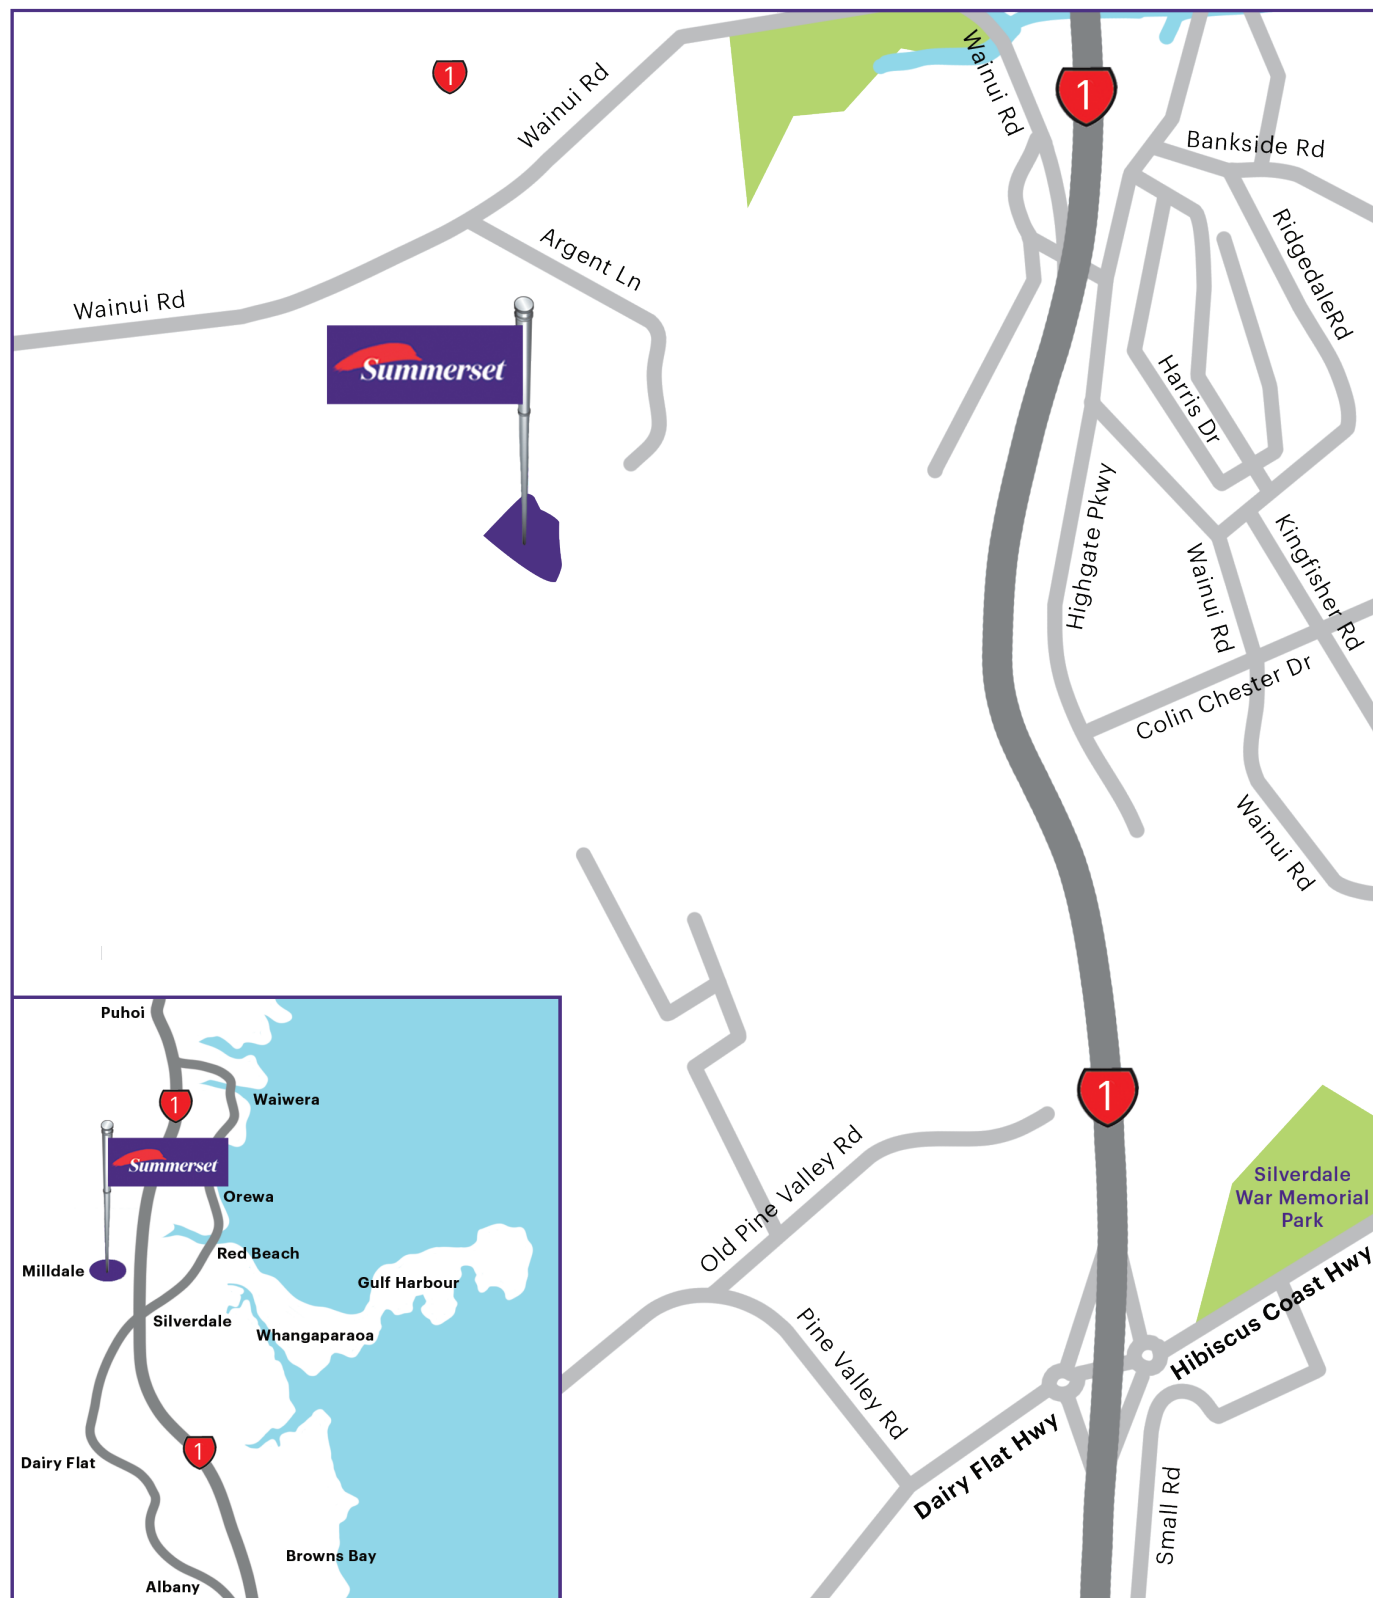 1
Wainui Rd
Wainui Rd
1
Bankside Rd
Argent Ln
RidgedaleRd
Wainui Rd
Summerset
Harris Dr
Highgate Pkwy
Kingfisher Rd
Wainui Rd
Colin Chester Dr
Wainui Rd
1
Old Pine Valley Rd
Pine Valley Rd
Silverdale
War Memorial
Park
Hibiscus Coast Hwy
Dairy Flat Hwy
Small Rd
Puhoi
1
Waiwera
Summerset
Orewa
Red Beach
Milldale
Gulf Harbour
Silverdale
Whangaparaoa
1
Dairy Flat
Browns Bay
Albany